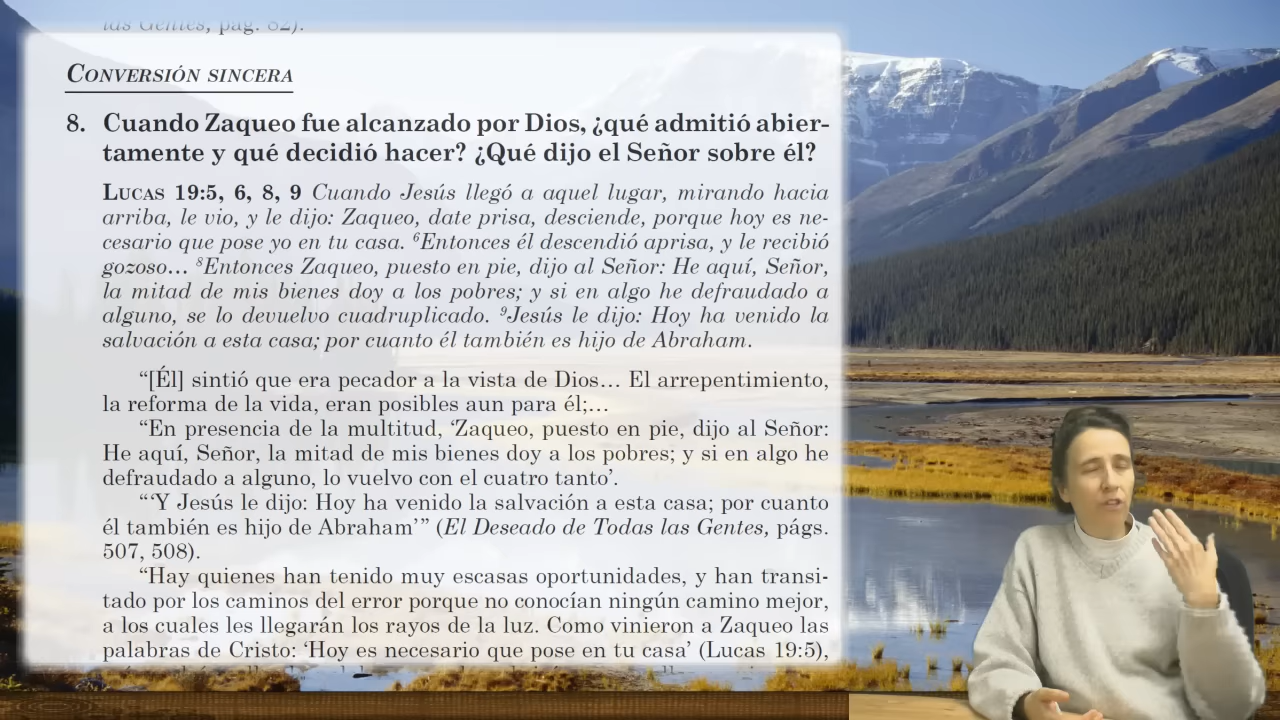 las Gentes, pág. 82).
CONVERSIÓN SINCERA
8. Cuando Zaqueo fue alcanzado por Dios, ¿qué admitió abier-
tamente y qué decidió hacer? ¿Qué dijo el Señor sobre él?
LUCAS 19:5, 6, 8, 9 Cuando Jesús llegó a aquel lugar, mirando hacia
arriba, le vio, y le dijo: Zaqueo, date prisa, desciende, porque hoy es ne-
cesario que pose yo en tu casa. ⁶Entonces él descendió aprisa, y le recibió
gozoso... ⁸Entonces Zaqueo, puesto en pie, dijo al Señor: He aquí, Señor,
la mitad de mis bienes doy a los pobres; y si en algo he defraudado a
alguno, se lo devuelvo cuadruplicado. ⁹Jesús le dijo: Hoy ha venido la
salvación a esta casa; por cuanto él también es hijo de Abraham.
“[Él] sintió que era pecador a la vista de Dios... El arrepentimiento,
la reforma de la vida, eran posibles aun para él;...
“En presencia de la multitud, ‘Zaqueo, puesto en pie, dijo al Señor:
He aquí, Señor, la mitad de mis bienes doy a los pobres; y si en algo he
defraudado a alguno, lo vuelvo con el cuatro tanto’.
“‘Y Jesús le dijo: Hoy ha venido la salvación a esta casa; por cuanto
él también es hijo de Abraham’” (El Deseado de Todas las Gentes, págs.
507, 508).
“Hay quienes han tenido muy escasas oportunidades, y han transi-
tado por los caminos del error porque no conocían ningún camino mejor,
a los cuales les llegarán los rayos de la luz. Como vinieron a Zaqueo las
palabras de Cristo: ‘Hoy es necesario que pose en tu casa’ (Lucas 19:5),